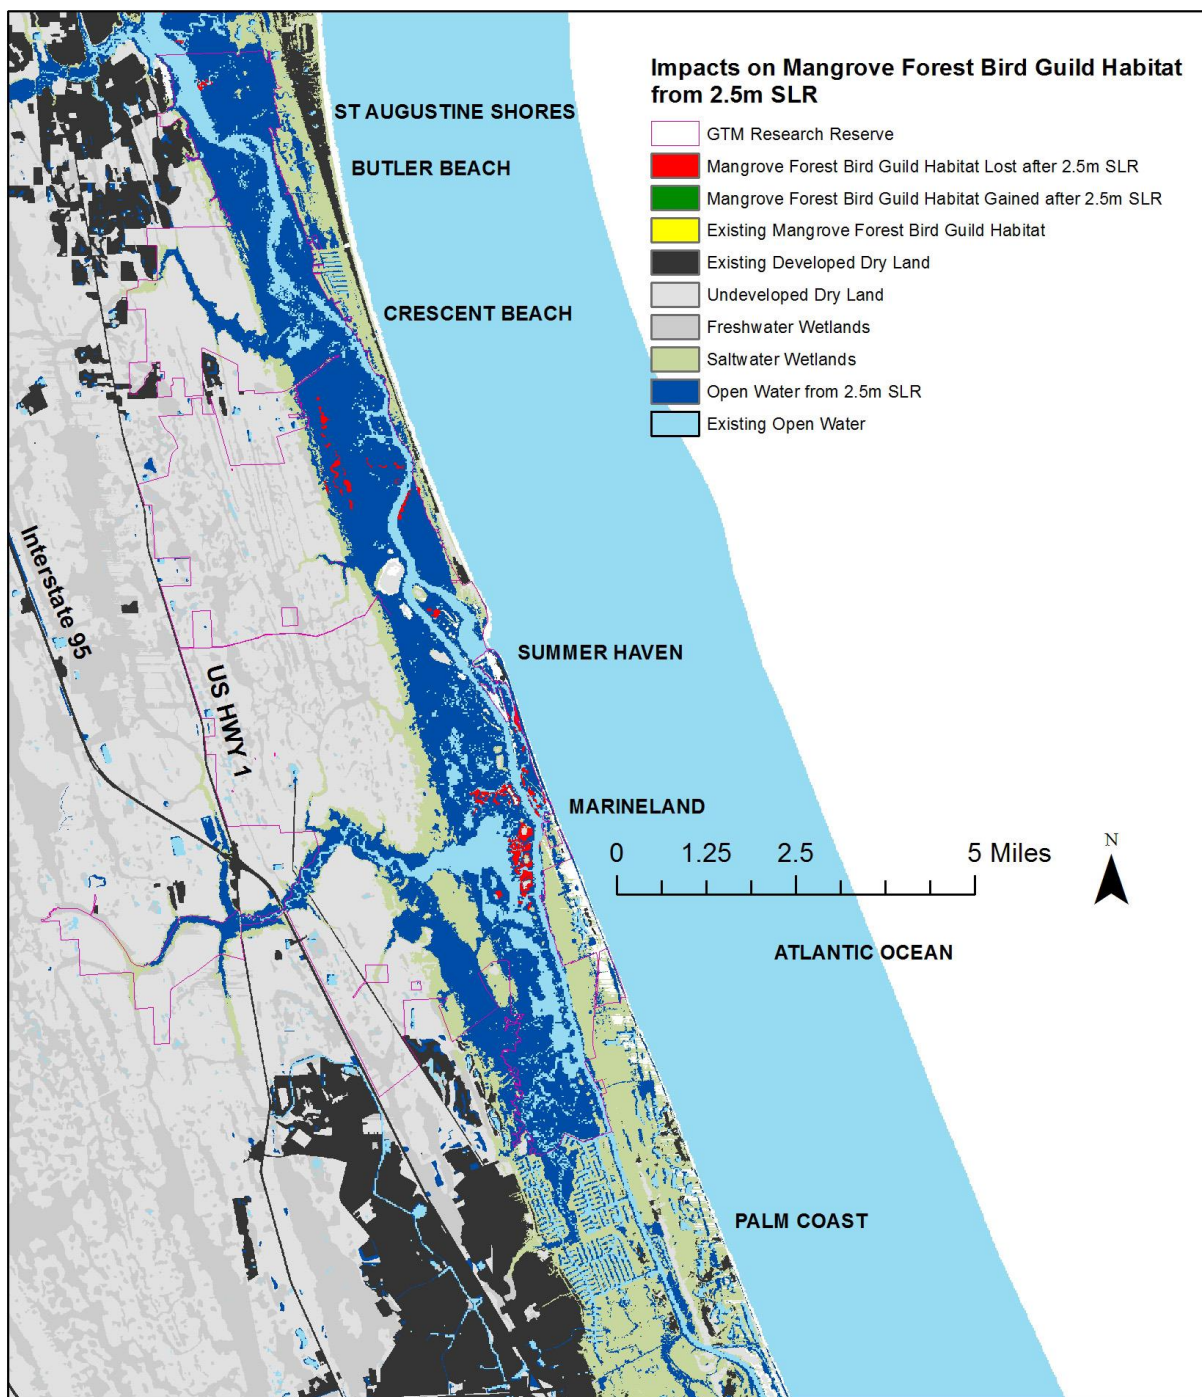 Impacts on Mangrove Forest Bird Guild Habitat
from 2.5m SLR
GTM Research Reserve
Mangrove Forest Bird Guild Habitat Lost after 2.5m SLR
Mangrove Forest Bird Guild Habitat Gained after 2.5m SLR
Existing Mangrove Forest Bird Guild Habitat
Existing Developed Dry Land
Undeveloped Dry Land
Freshwater Wetlands
Saltwater Wetlands
Open Water from 2.5m SLR
Existing Open Water
ST AUGUSTINE SHORES
BUTLER BEACH
CRESCENT BEACH
Interstate 95
US HWY 1
SUMMER HAVEN
MARINELAND
0 1.25 2.5 5 Miles
N
ATLANTIC OCEAN
PALM COAST